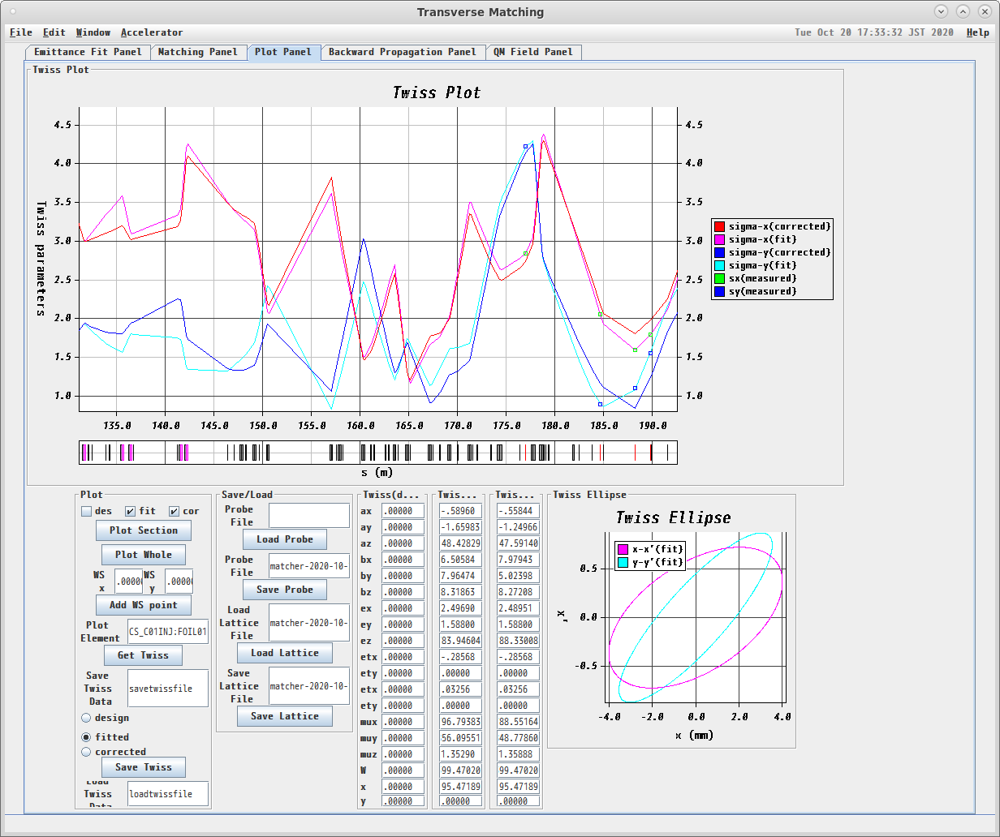 Transverse Matching
File Edit Window Accelerator Tue Oct 20 17:33:32 JST 2020 Help
Emittance Fit Panel Matching Panel Plot Panel Backward Propagation Panel QM Field Panel
Twiss Plot
Twiss Plot
4.5 4.5
4.0 4.0
3.5 3.5
3.0 3.0
2.5 2.5
2.0 2.0
1.5 1.5
1.0 1.0
Twiss parameters
135.0 140.0 145.0 150.0 155.0 160.0 165.0 170.0 175.0 180.0 185.0 190.0
s (m)
sigma-x{corrected}
sigma-x{fit}
sigma-y{corrected}
sigma-y{fit}
sx{measured}
sy{measured}
Plot
des fit cor
Plot Section
Plot Whole
WS x .0000 WS y .0000
Add WS point
Plot Element CS_C01INJ:FOIL01
Get Twiss
Save Twiss Data savetwissfile
design
fitted
corrected
Save Twiss
Load Twiss Data loadtwissfile
Save/Load
Probe File
Load Probe
Probe File matcher-2020-10-
Save Probe
Load Lattice File matcher-2020-10-
Load Lattice
Save Lattice File matcher-2020-10-
Save Lattice
Twiss(d... Twis... Twis...
ax .00000 -.58960 -.55844
ay .00000 -1.65983 -1.24966
az .00000 48.42829 47.59140
bx .00000 6.50584 7.97943
by .00000 7.96474 5.02398
bz .00000 8.31863 8.27208
ex .00000 2.49690 2.48951
ey .00000 1.58800 1.58800
ez .00000 83.94604 88.33008
etx .00000 -.28568 -.28568
ety .00000 .00000 .00000
etx .00000 .03256 .03256
ety .00000 .00000 .00000
mux .00000 96.79383 88.55164
muy .00000 56.09551 48.77860
muz .00000 1.35290 1.35888
W .00000 99.47020 99.47020
x .00000 95.47189 95.47189
y .00000 .00000 .00000
Twiss Ellipse
Twiss Ellipse
x-x'{fit}
y-y'{fit}
0.5
0.0
-0.5
x'
-4.0 -2.0 0.0 2.0 4.0
x (mm)